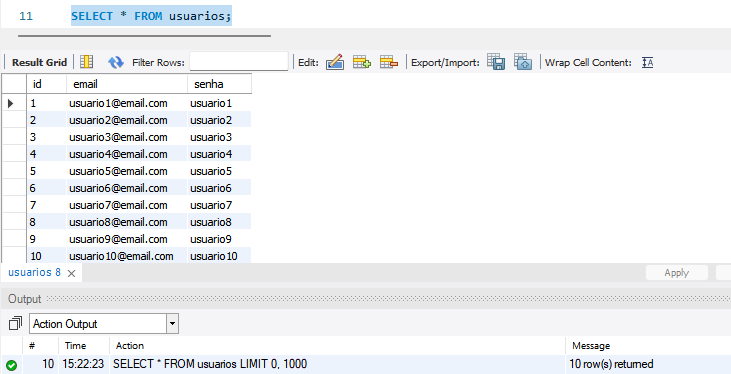 11 SELECT * FROM usuarios;
Result Grid Filter Rows: Edit: Export/Import: Wrap Cell Content: IA
id email senha
1 usuario1@email.com usuario1
2 usuario2@email.com usuario2
3 usuario3@email.com usuario3
4 usuario4@email.com usuario4
5 usuario5@email.com usuario5
6 usuario6@email.com usuario6
7 usuario7@email.com usuario7
8 usuario8@email.com usuario8
9 usuario9@email.com usuario9
10 usuario10@email.com usuario10
usuarios 8 Apply
Output
Action Output
# Time Action Message
10 15:22:23 SELECT * FROM usuarios LIMIT 0, 1000 10 row(s) returned